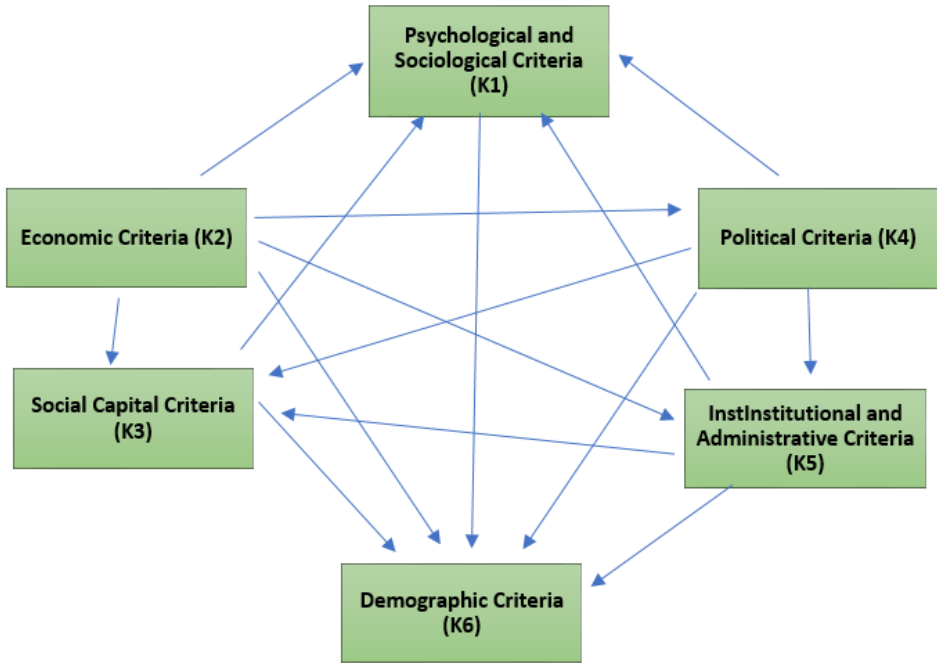 Psychological and
Sociological Criteria
(K1)
Economic Criteria (K2)
Political Criteria (K4)
Social Capital Criteria
(K3)
InstInstitutional and
Administrative Criteria
(K5)
Demographic Criteria
(K6)